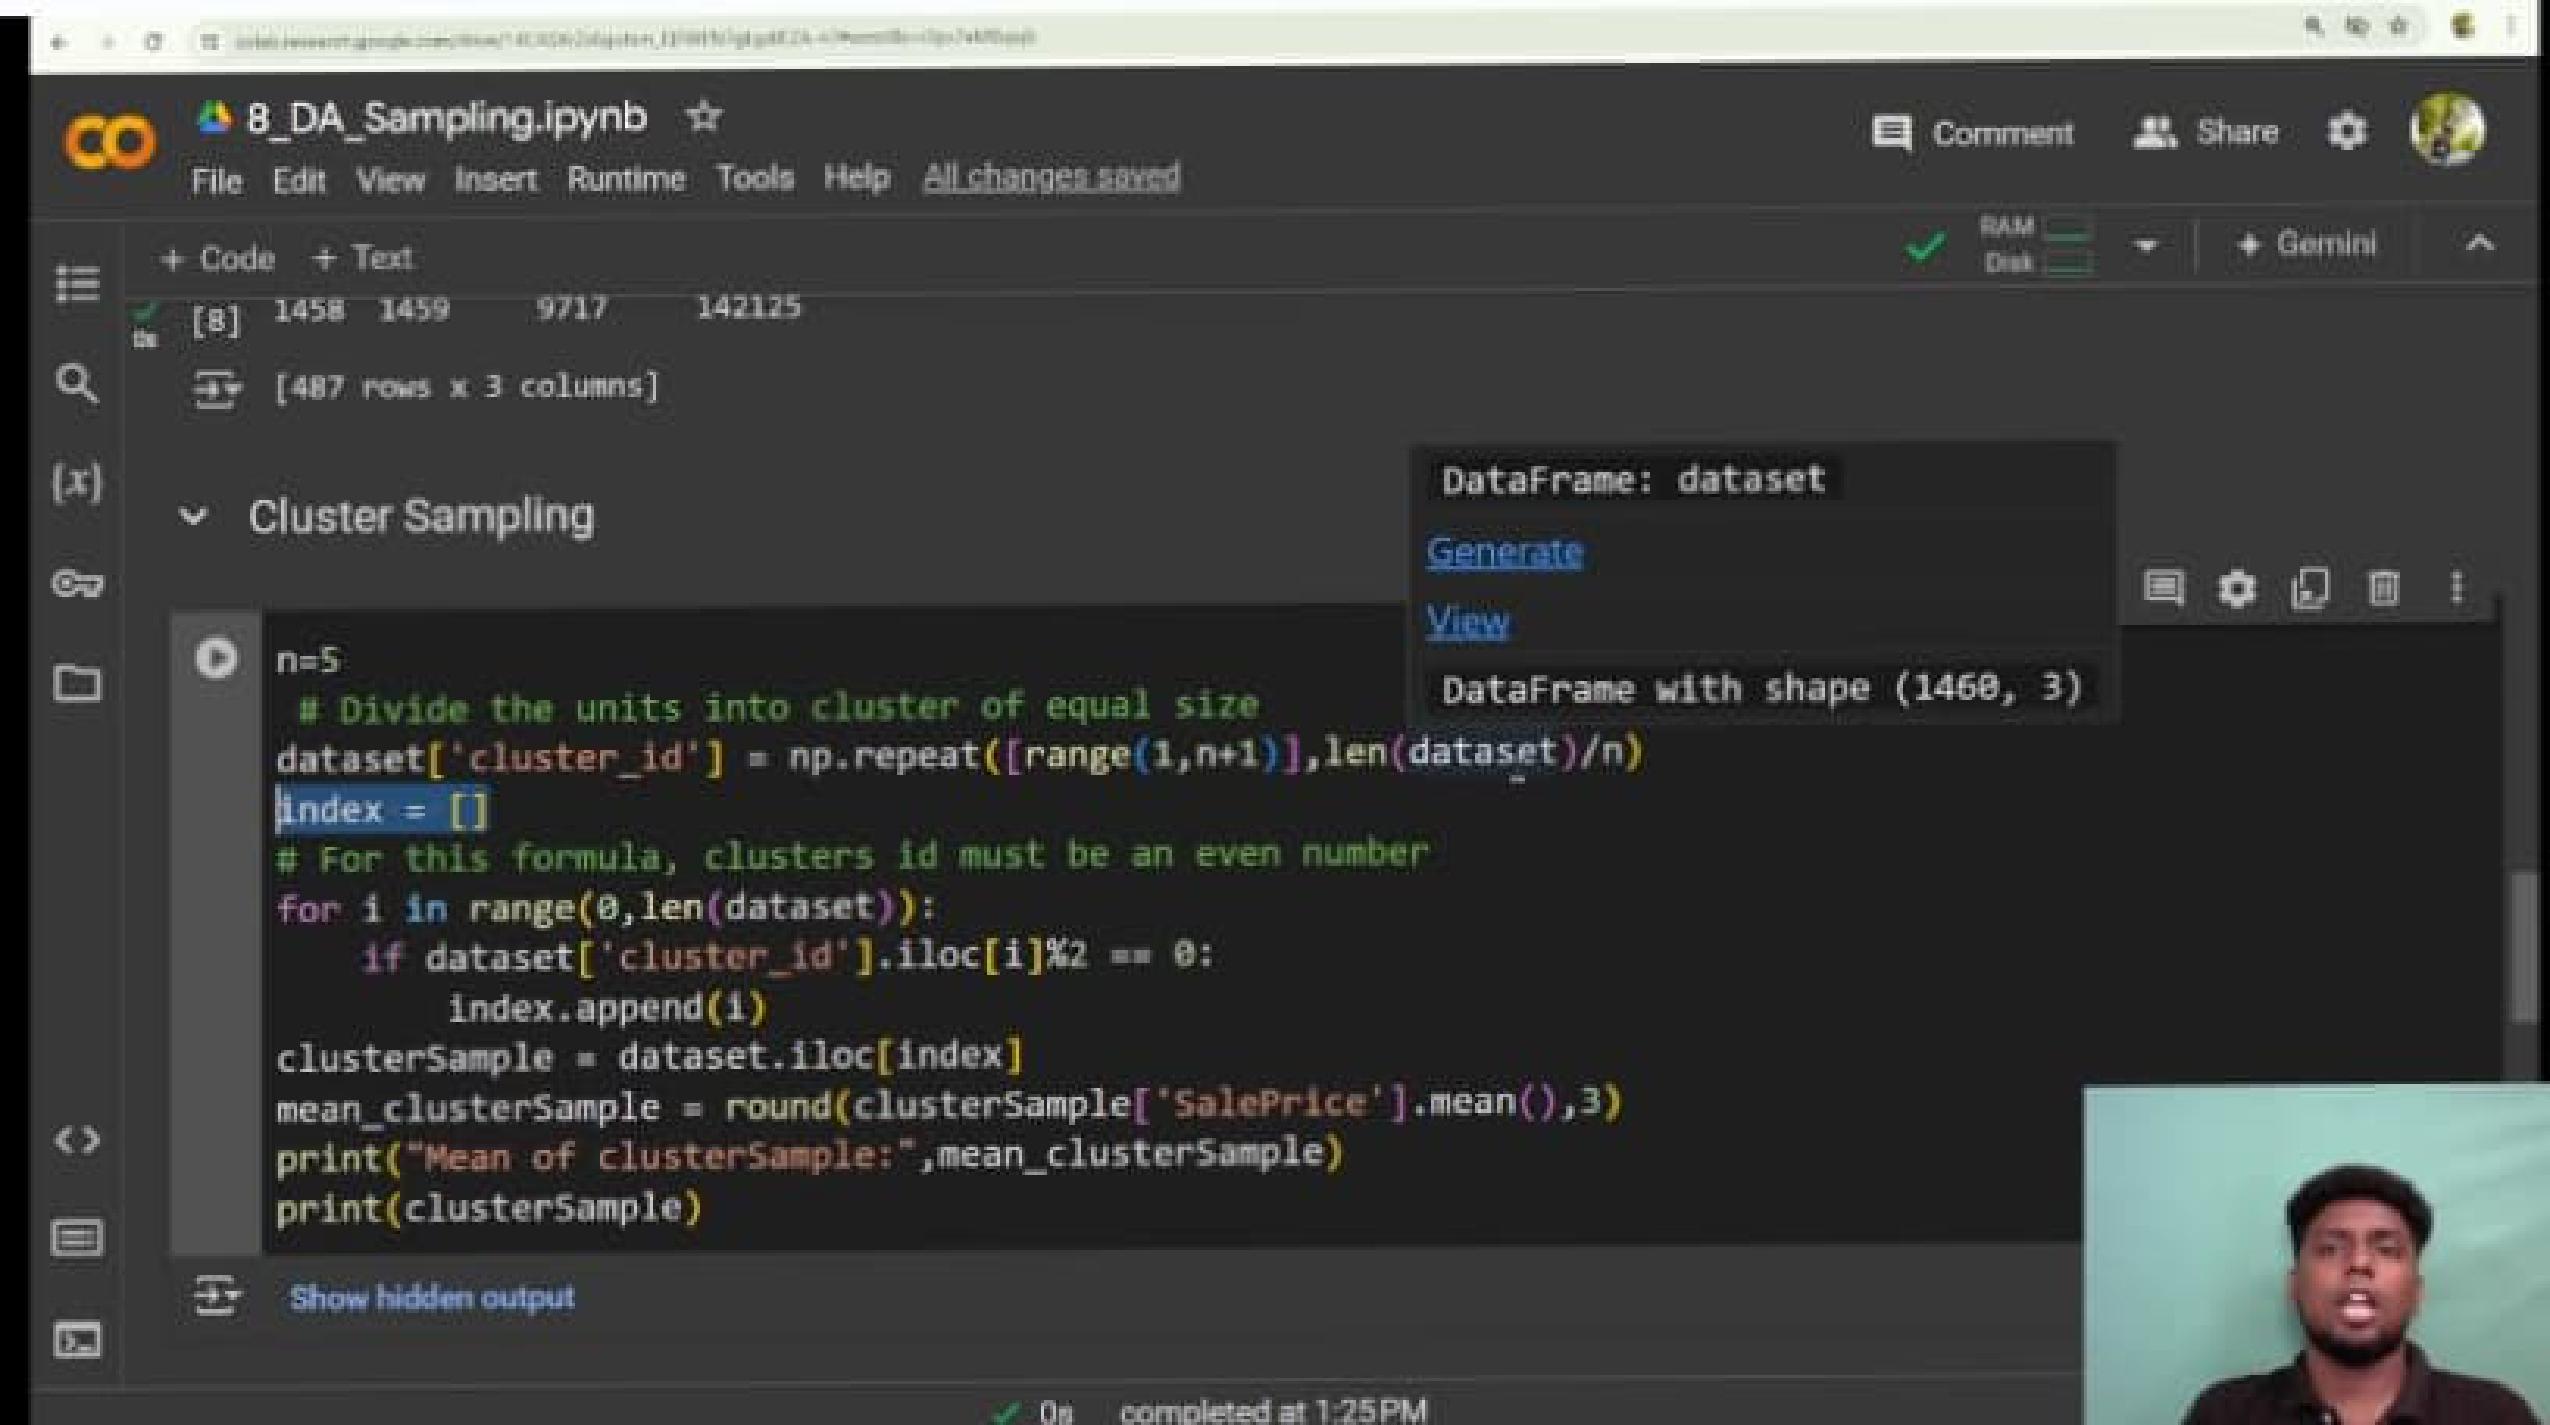 8_DA_Sampling.ipynb
Comment
Share
File Edit View Insert Runtime Tools Help All changes saved
+ Code + Text
RAM
Disk
Gemini
[8] 1458 1459 9717 142125
0s
[487 rows x 3 columns]
Cluster Sampling
DataFrame: dataset
Generate
View
DataFrame with shape (1460, 3)
n=5
# Divide the units into cluster of equal size
dataset['cluster_id'] = np.repeat([range(1,n+1)],len(dataset)/n)
index = []
# For this formula, clusters id must be an even number
for i in range(0,len(dataset)):
if dataset['cluster_id'].iloc[i]%2 == 0:
index.append(i)
clusterSample = dataset.iloc[index]
mean_clusterSample = round(clusterSample['SalePrice'].mean(),3)
print("Mean of clusterSample:",mean_clusterSample)
print(clusterSample)
Show hidden output
0s completed at 1:25 PM